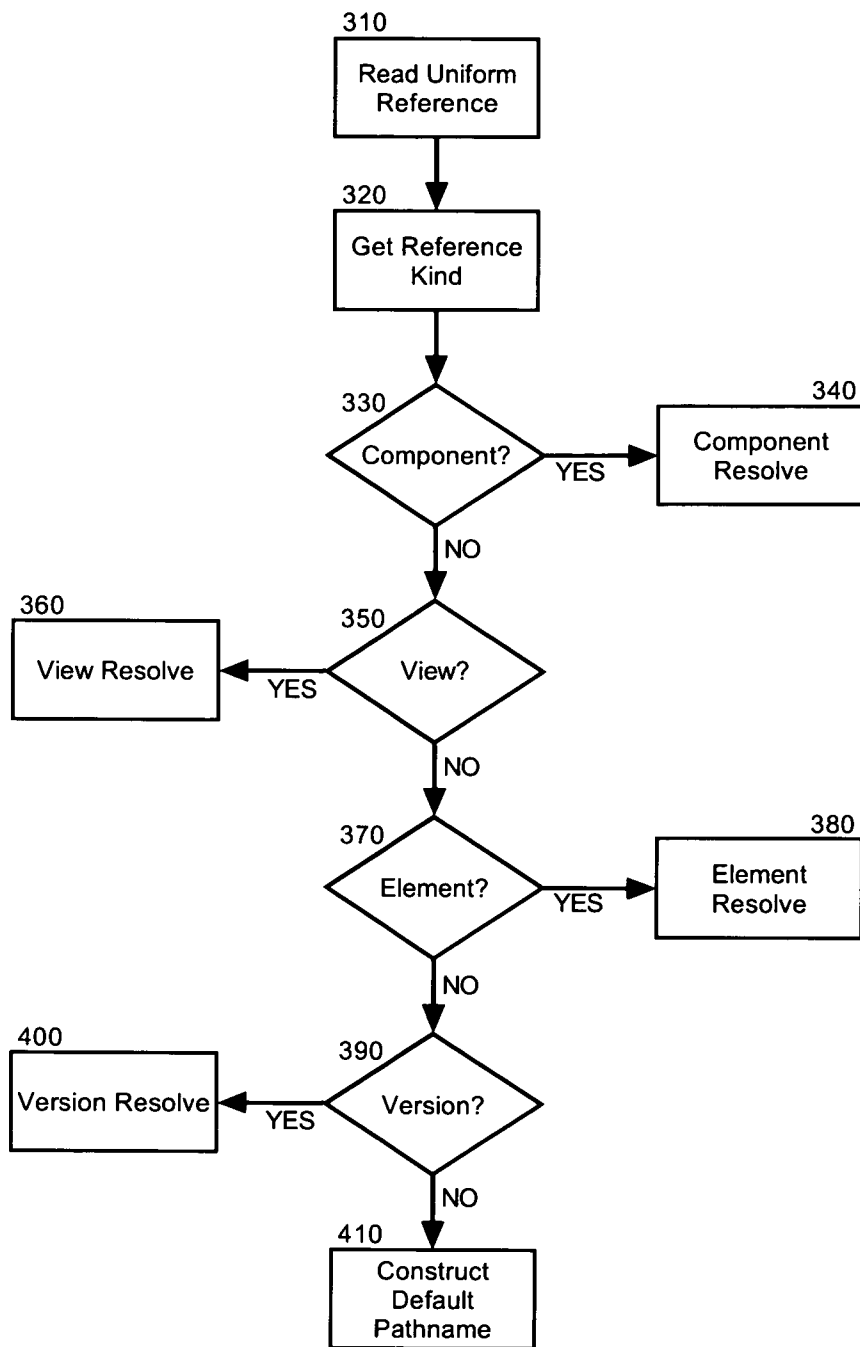 310
Read Uniform
Reference
320
Get Reference
Kind
330
Component?
YES
340
Component
Resolve
NO
360
View Resolve
350
View?
YES
NO
370
Element?
YES
380
Element
Resolve
NO
400
Version Resolve
390
Version?
YES
NO
410
Construct
Default
Pathname